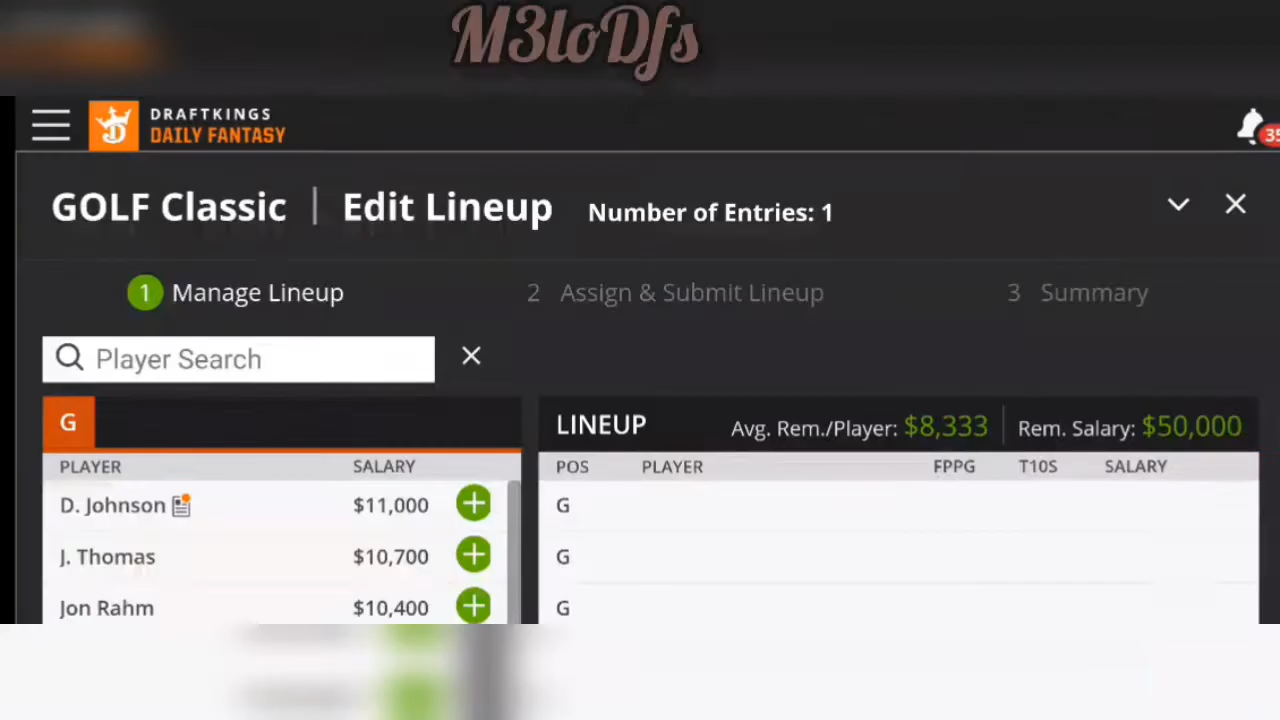 M3loDfs
DRAFTKINGS
DAILY FANTASY
35
GOLF Classic | Edit Lineup Number of Entries: 1
1 Manage Lineup 2 Assign & Submit Lineup 3 Summary
Player Search
G
LINEUP Avg. Rem./Player: $8,333 Rem. Salary: $50,000
PLAYER SALARY
POS PLAYER FPPG T10S SALARY
D. Johnson $11,000
G
J. Thomas $10,700
G
Jon Rahm $10,400
G